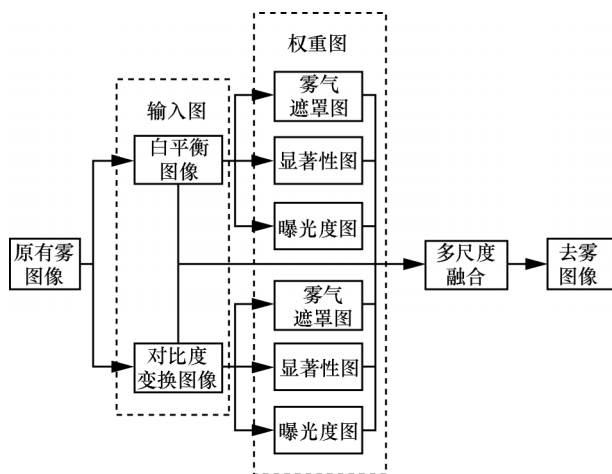 权重图
输入图
原有雾
图像
白平衡
图像
对比度
变换图像
雾气
遮罩图
显著性图
曝光度图
雾气
遮罩图
显著性图
曝光度图
多尺度
融合
去雾
图像